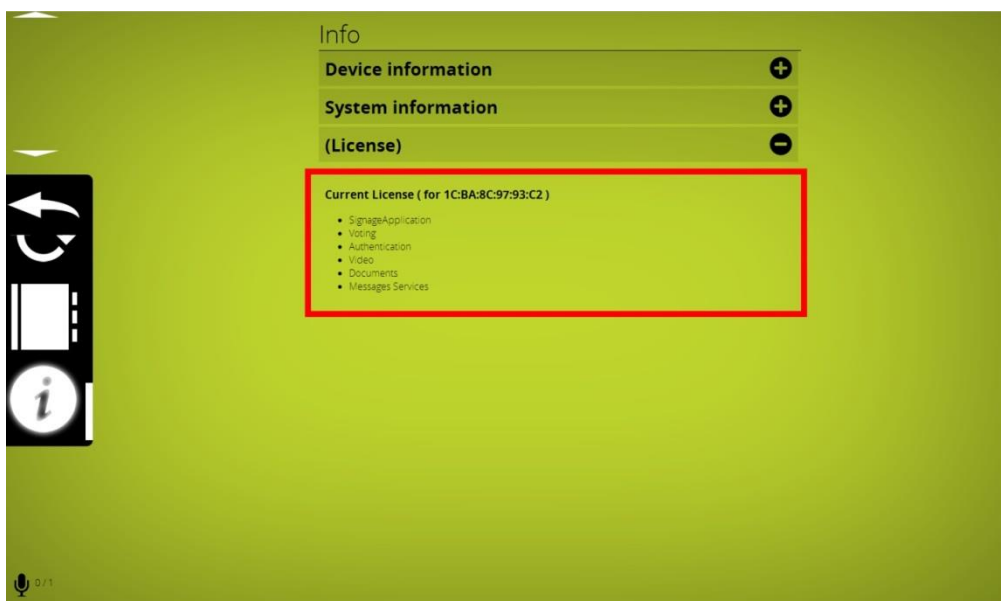 Info
Device information
System information
(License)
Current License ( for 1C:BA:8C:97:93:C2 )
SignageApplication
Voting
Authentication
Video
Documents
Messages Services
i
0/1